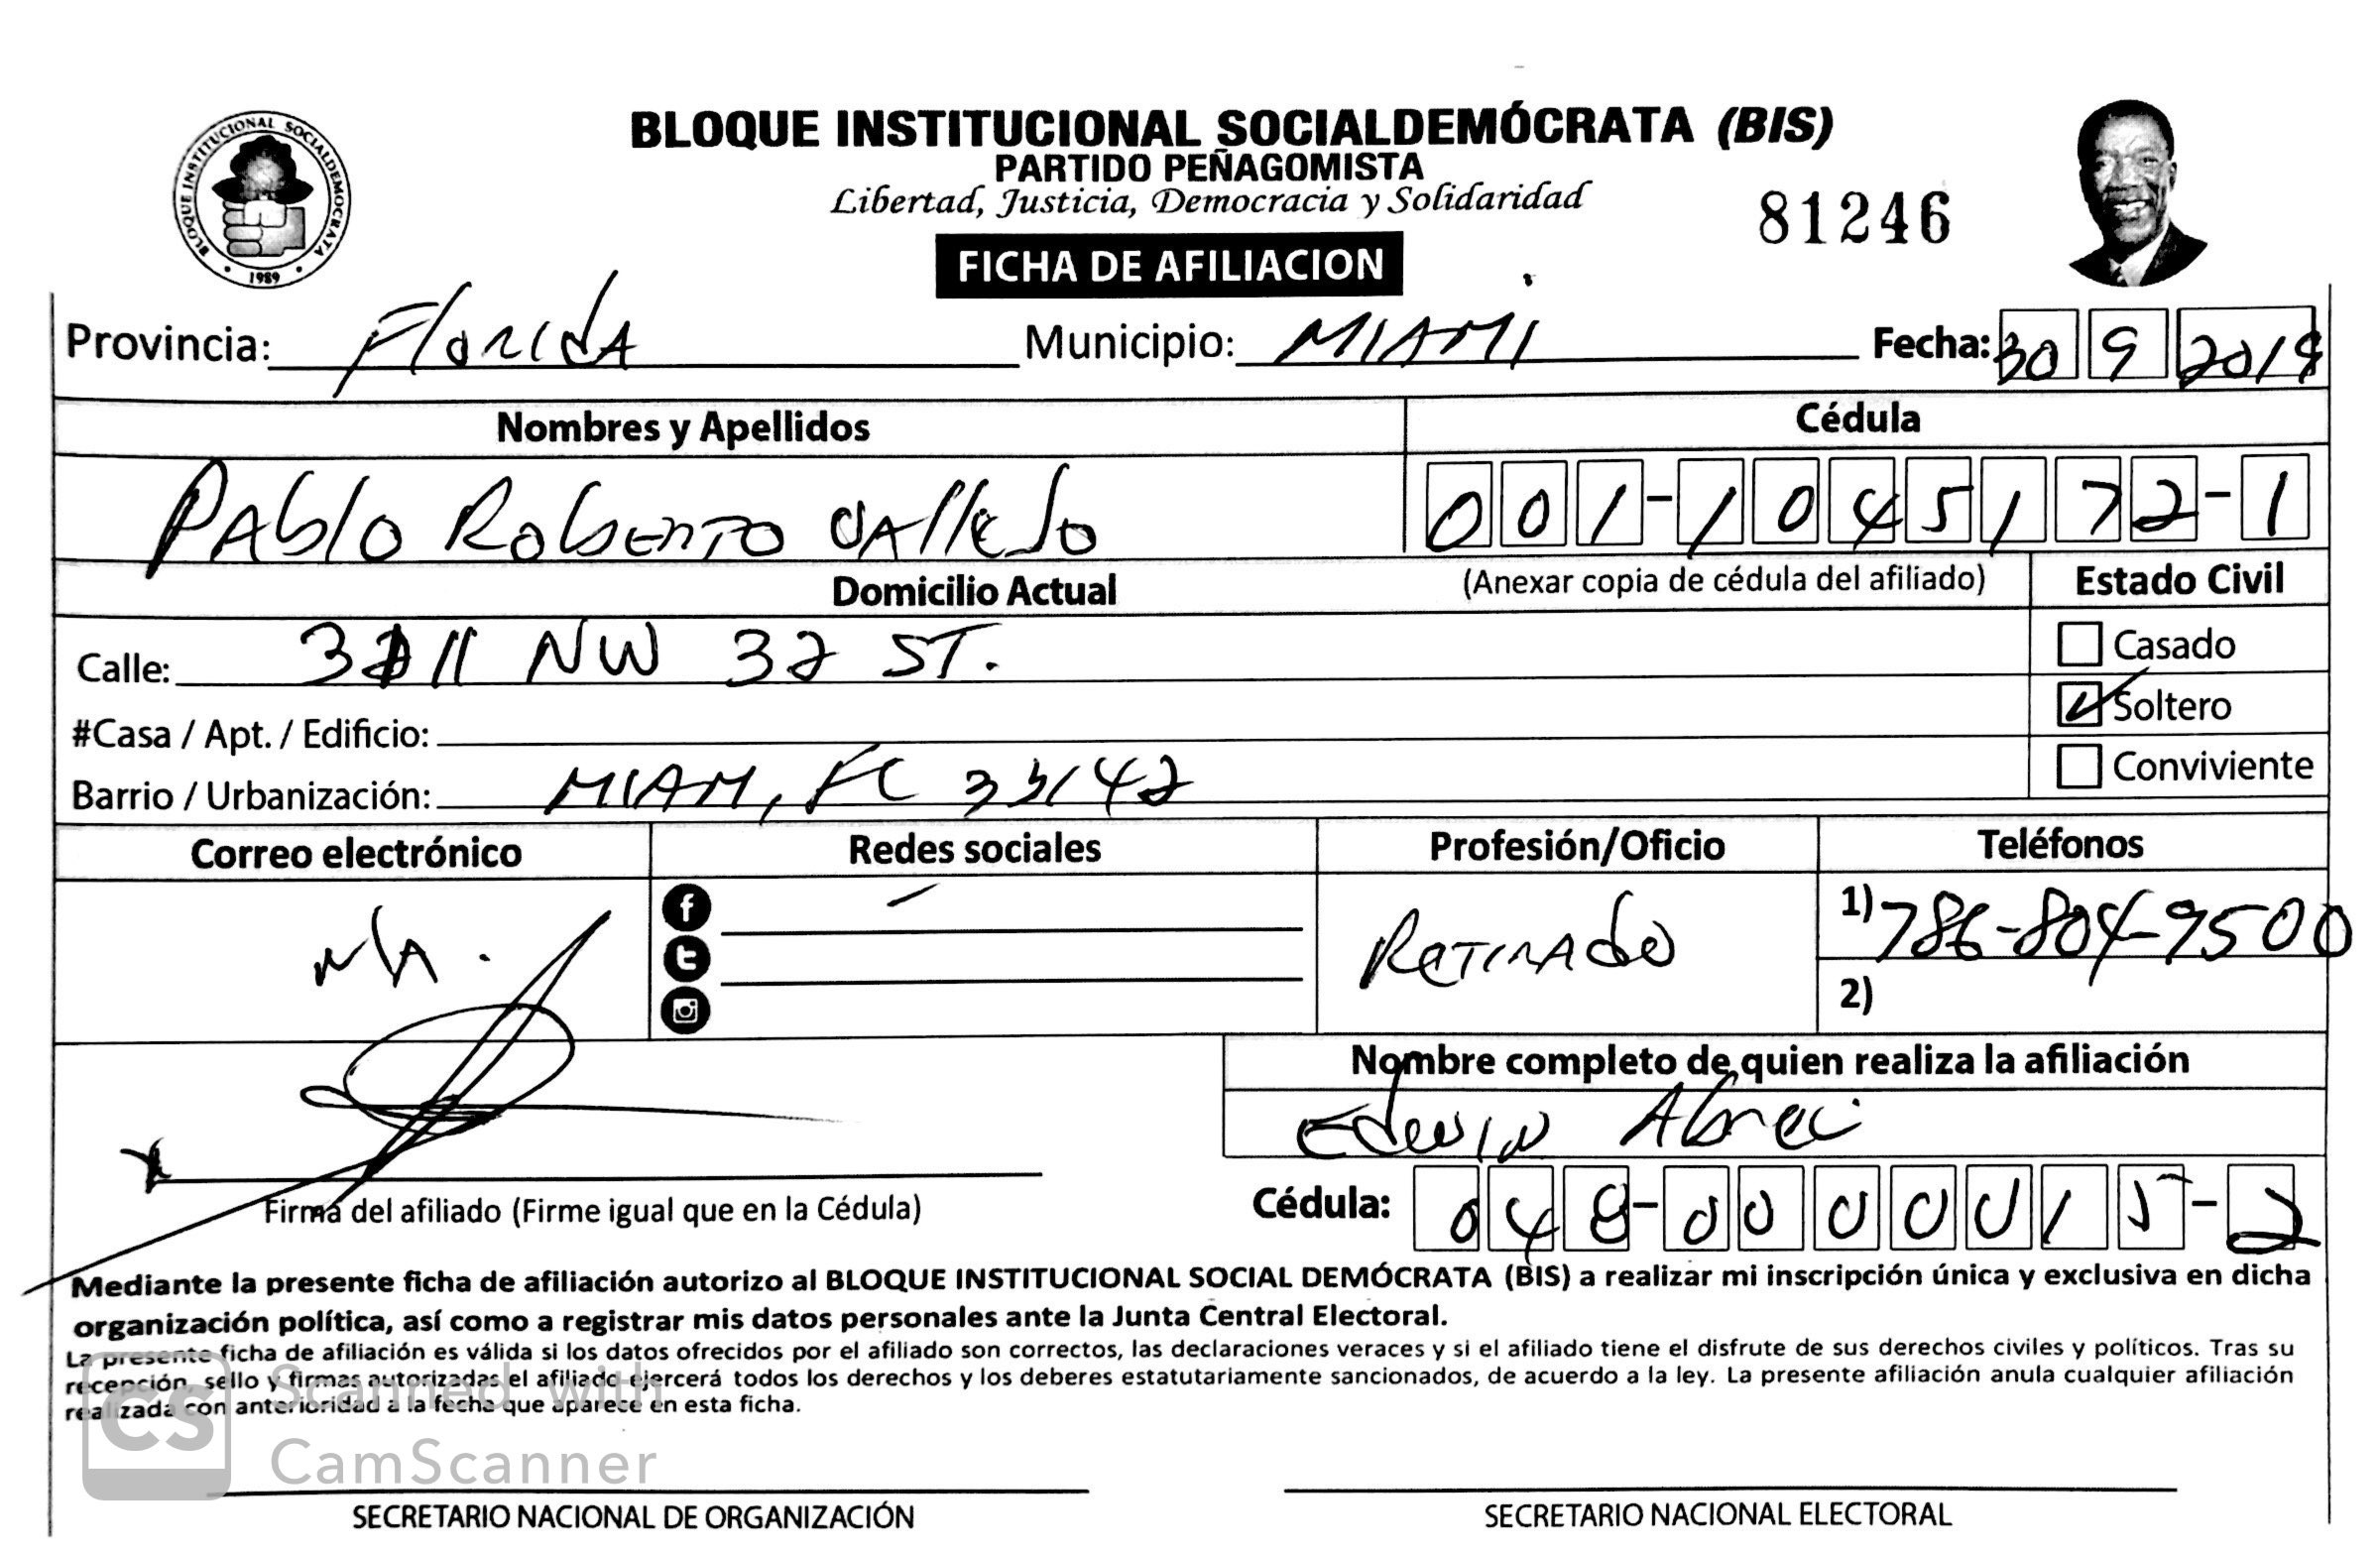 BLOQUE INSTITUCIONAL SOCIALDEMÓCRATA (BIS)
PARTIDO PEÑAGOMISTA
Libertad, Justicia, Democracia y Solidaridad
81246
FICHA DE AFILIACION
BLOQUE INSTITUCIONAL SOCIALDEMOCRATA
1989
Provincia: Florida Municipio: MIAMI Fecha: 30 9 2019
Nombres y Apellidos Cédula
PAblo Roberto VAllejo 001-1045172-1
Domicilio Actual (Anexar copia de cédula del afiliado) Estado Civil
Calle: NW 32 ST. Casado
Soltero
#Casa / Apt. / Edificio:
Barrio / Urbanización: MIAM, FL 33142 Conviviente
Correo electrónico Redes sociales Profesión/Oficio Teléfonos
N/A. RETIRADO 1) 786-804-9500
2)
Nombre completo de quien realiza la afiliación
Edwin Abreu
Firma del afiliado (Firme igual que en la Cédula) Cédula: 048-0000015-2
Mediante la presente ficha de afiliación autorizo al BLOQUE INSTITUCIONAL SOCIAL DEMÓCRATA (BIS) a realizar mi inscripción única y exclusiva en dicha
organización política, así como a registrar mis datos personales ante la Junta Central Electoral.
La presente ficha de afiliación es válida si los datos ofrecidos por el afiliado son correctos, las declaraciones veraces y si el afiliado tiene el disfrute de sus derechos civiles y políticos. Tras su
recepción, sello y firmas autorizadas el afiliado ejercerá todos los derechos y los deberes estatutariamente sancionados, de acuerdo a la ley. La presente afiliación anula cualquier afiliación
realizada con anterioridad a la fecha que aparece en esta ficha.
CS Scanned with
CamScanner
SECRETARIO NACIONAL DE ORGANIZACIÓN SECRETARIO NACIONAL ELECTORAL